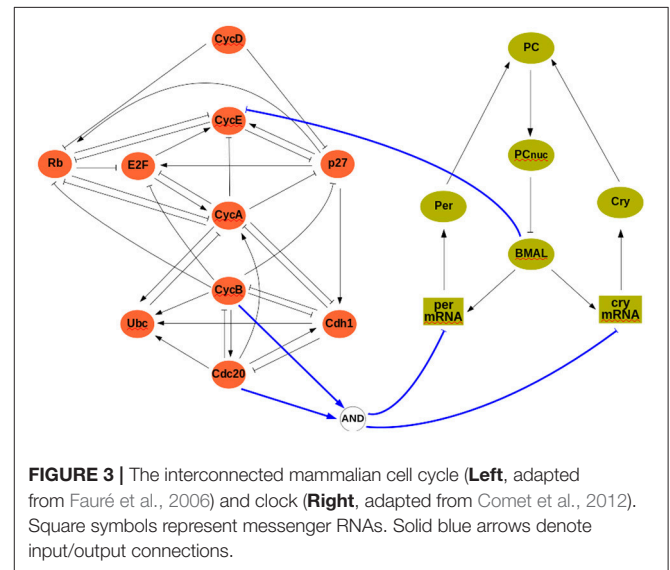 CycD
PC
CycE
PCnuc
Rb
E2F
p27
Per
Cry
CycA
BMAL
CycB
per
mRNA
cry
mRNA
Ubc
Cdh1
Cdc20
AND
FIGURE 3 | The interconnected mammalian cell cycle (Left, adapted
from Fauré et al., 2006) and clock (Right, adapted from Comet et al., 2012).
Square symbols represent messenger RNAs. Solid blue arrows denote
input/output connections.